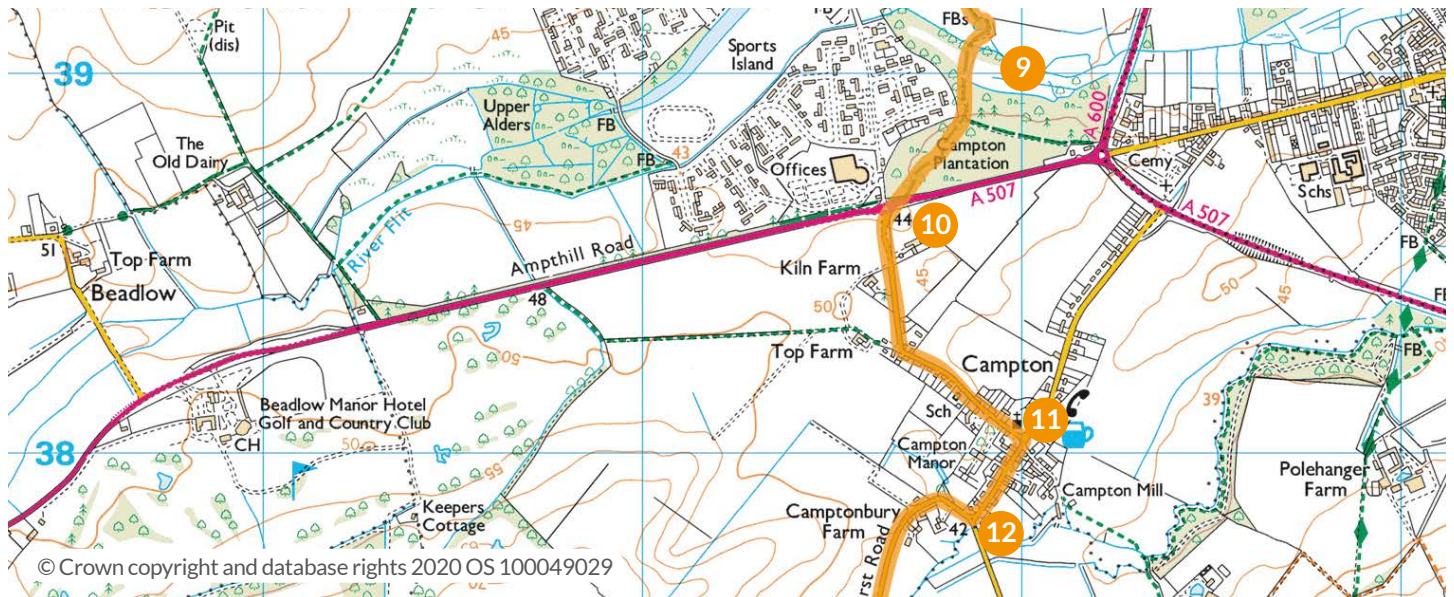 Pit
(dis)
45
FB
Sports
Island
FBs
9
39
Upper
Alders
FB
A 600
The
Old Dairy
43
FB
Campton
Plantation
Offices
Cemy
Schs
51
Top Farm
River Flit
45
A 507
44
10
A 507
FB
Ampthill Road
Beadlow
48
Kiln Farm
45
50
50
45
50
Top Farm
FB
Campton
39
Beadlow Manor Hotel
Golf and Country Club
Sch
11
CH
50
Campton
Manor
38
55
Polehanger
Farm
Keepers
Cottage
Campton Mill
Camptonbury
Farm
42
12
rst Road
© Crown copyright and database rights 2020 OS 100049029
70